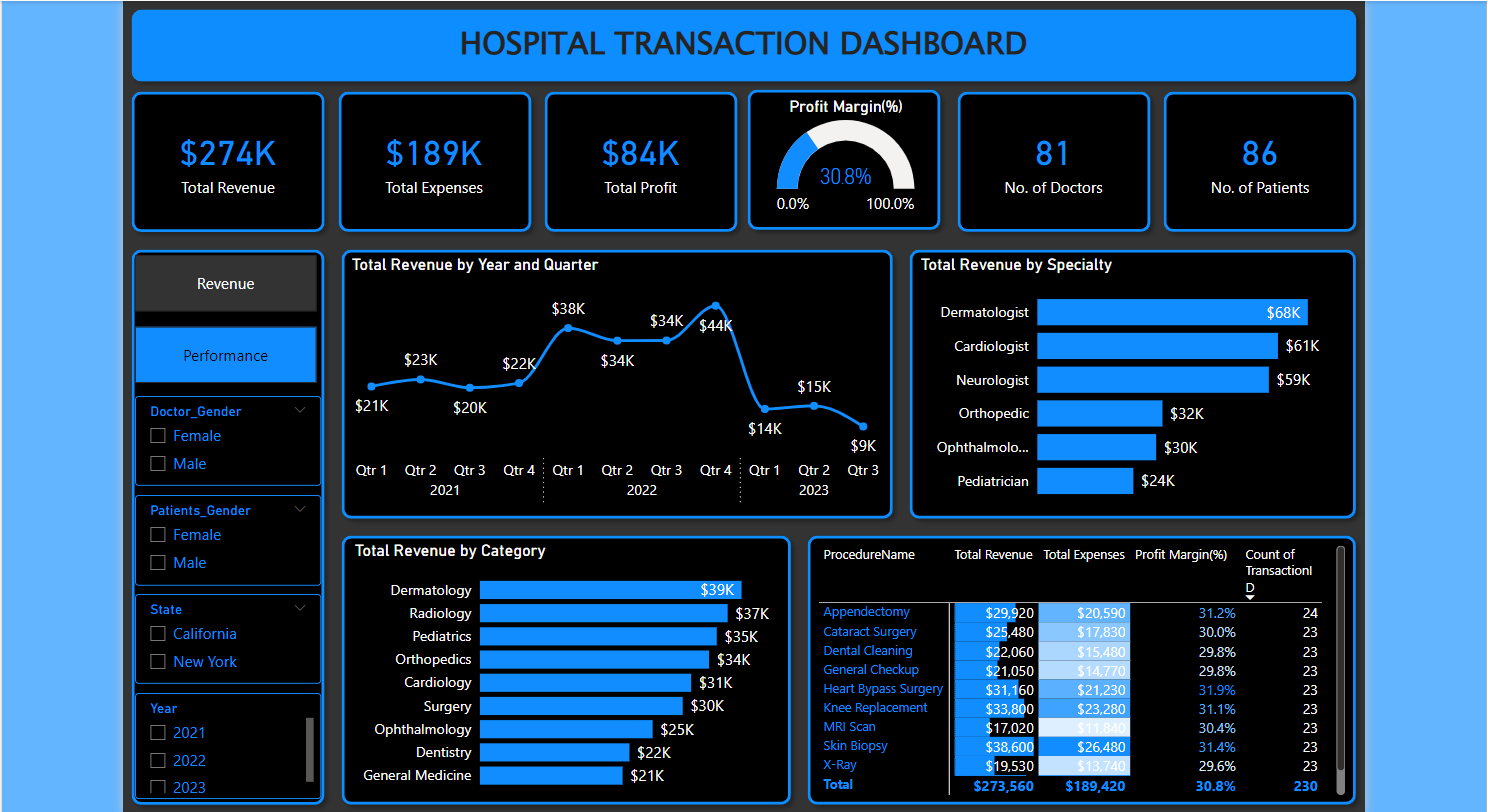 HOSPITAL TRANSACTION DASHBOARD
$274K
Total Revenue
$189K
Total Expenses
$84K
Total Profit
Profit Margin(%)
30.8%
0.0% 100.0%
81
No. of Doctors
86
No. of Patients
Revenue
Performance
Doctor_Gender
Female
Male
Patients_Gender
Female
Male
State
California
New York
Year
2021
2022
2023
Total Revenue by Year and Quarter
$21K
$23K
$20K
$22K
$38K
$34K
$34K
$44K
$14K
$15K
$9K
Qtr 1 Qtr 2 Qtr 3 Qtr 4 Qtr 1 Qtr 2 Qtr 3 Qtr 4 Qtr 1 Qtr 2 Qtr 3
2021 2022 2023
Total Revenue by Specialty
Dermatologist $68K
Cardiologist $61K
Neurologist $59K
Orthopedic $32K
Ophthalmolo... $30K
Pediatrician $24K
Total Revenue by Category
Dermatology $39K
Radiology $37K
Pediatrics $35K
Orthopedics $34K
Cardiology $31K
Surgery $30K
Ophthalmology $25K
Dentistry $22K
General Medicine $21K
ProcedureName Total Revenue Total Expenses Profit Margin(%) Count of
TransactionI
D
Appendectomy $29,920 $20,590 31.2% 24
Cataract Surgery $25,480 $17,830 30.0% 23
Dental Cleaning $22,060 $15,480 29.8% 23
General Checkup $21,050 $14,770 29.8% 23
Heart Bypass Surgery $31,160 $21,230 31.9% 23
Knee Replacement $33,800 $23,280 31.1% 23
MRI Scan $17,020 $11,840 30.4% 23
Skin Biopsy $38,600 $26,480 31.4% 23
X-Ray $19,530 $13,740 29.6% 23
Total $273,560 $189,420 30.8% 230